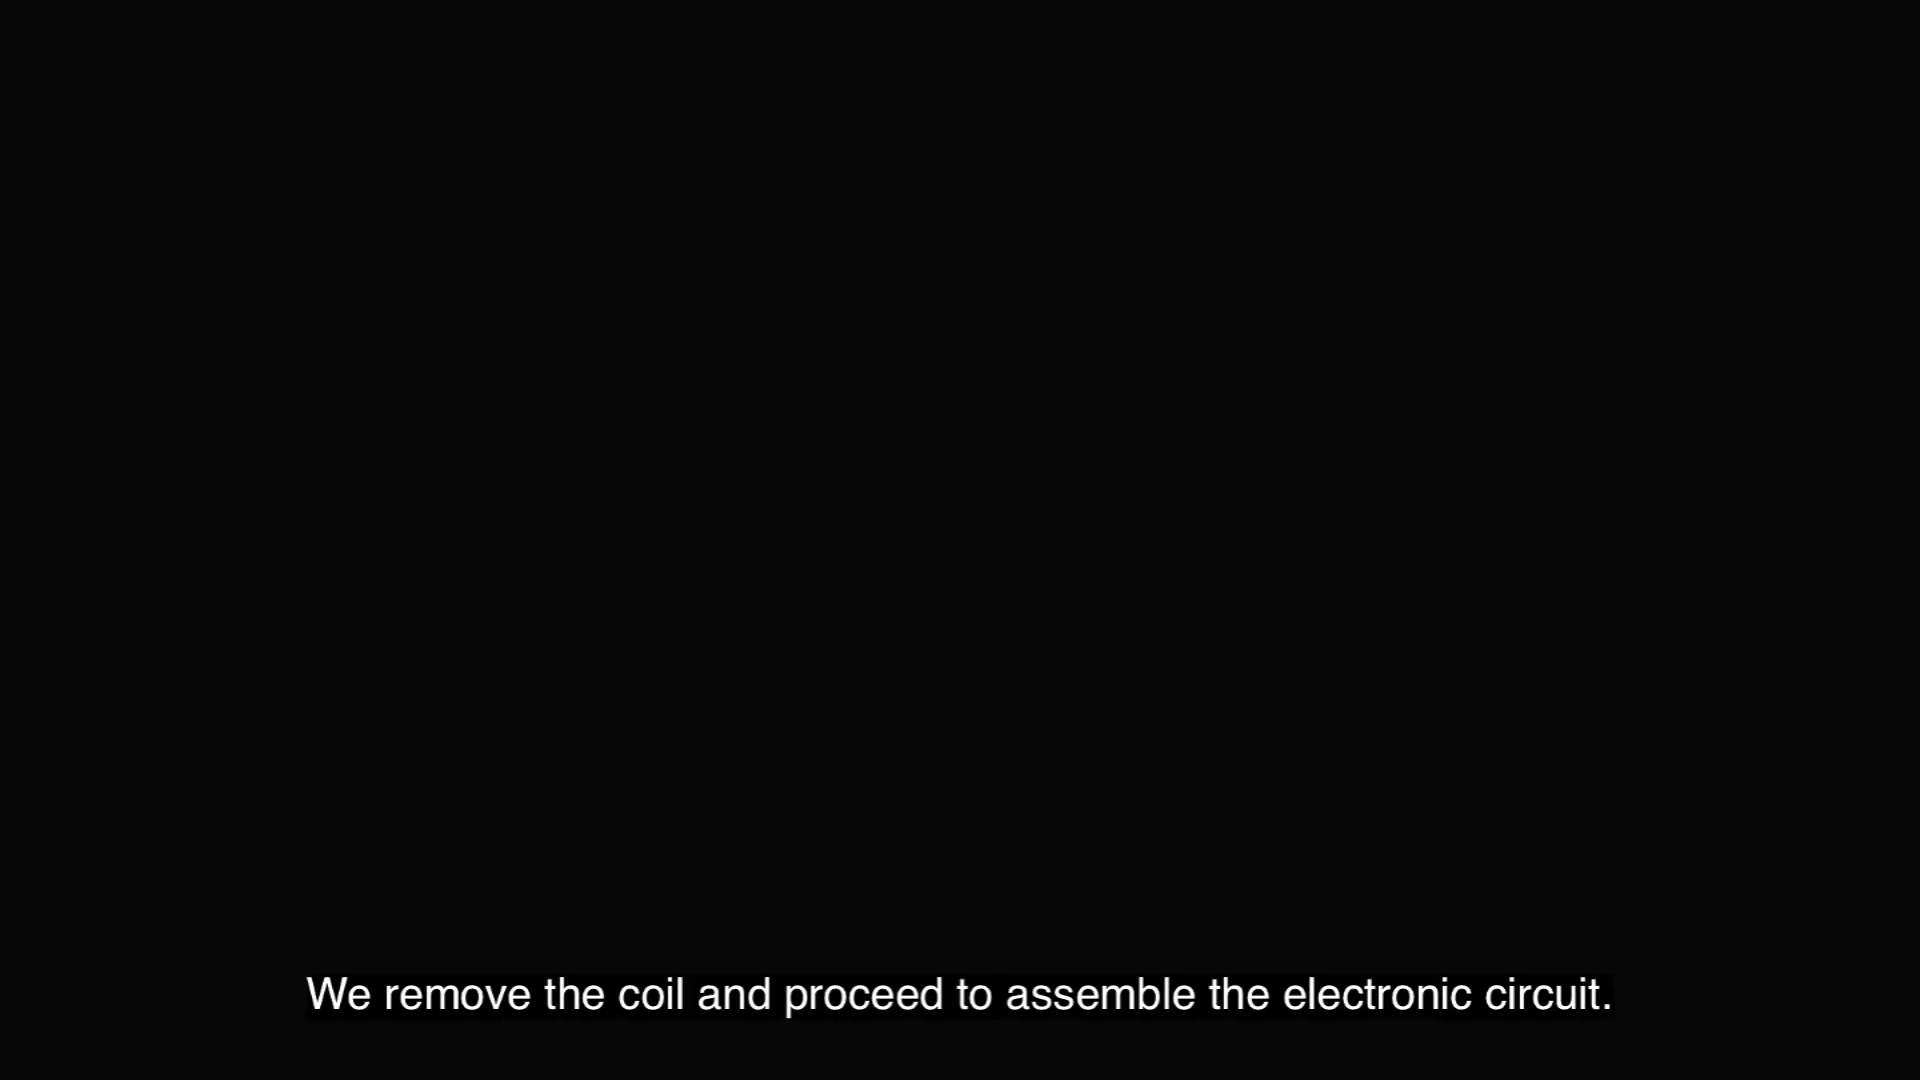 We remove the coil and proceed to assemble the electronic circuit.